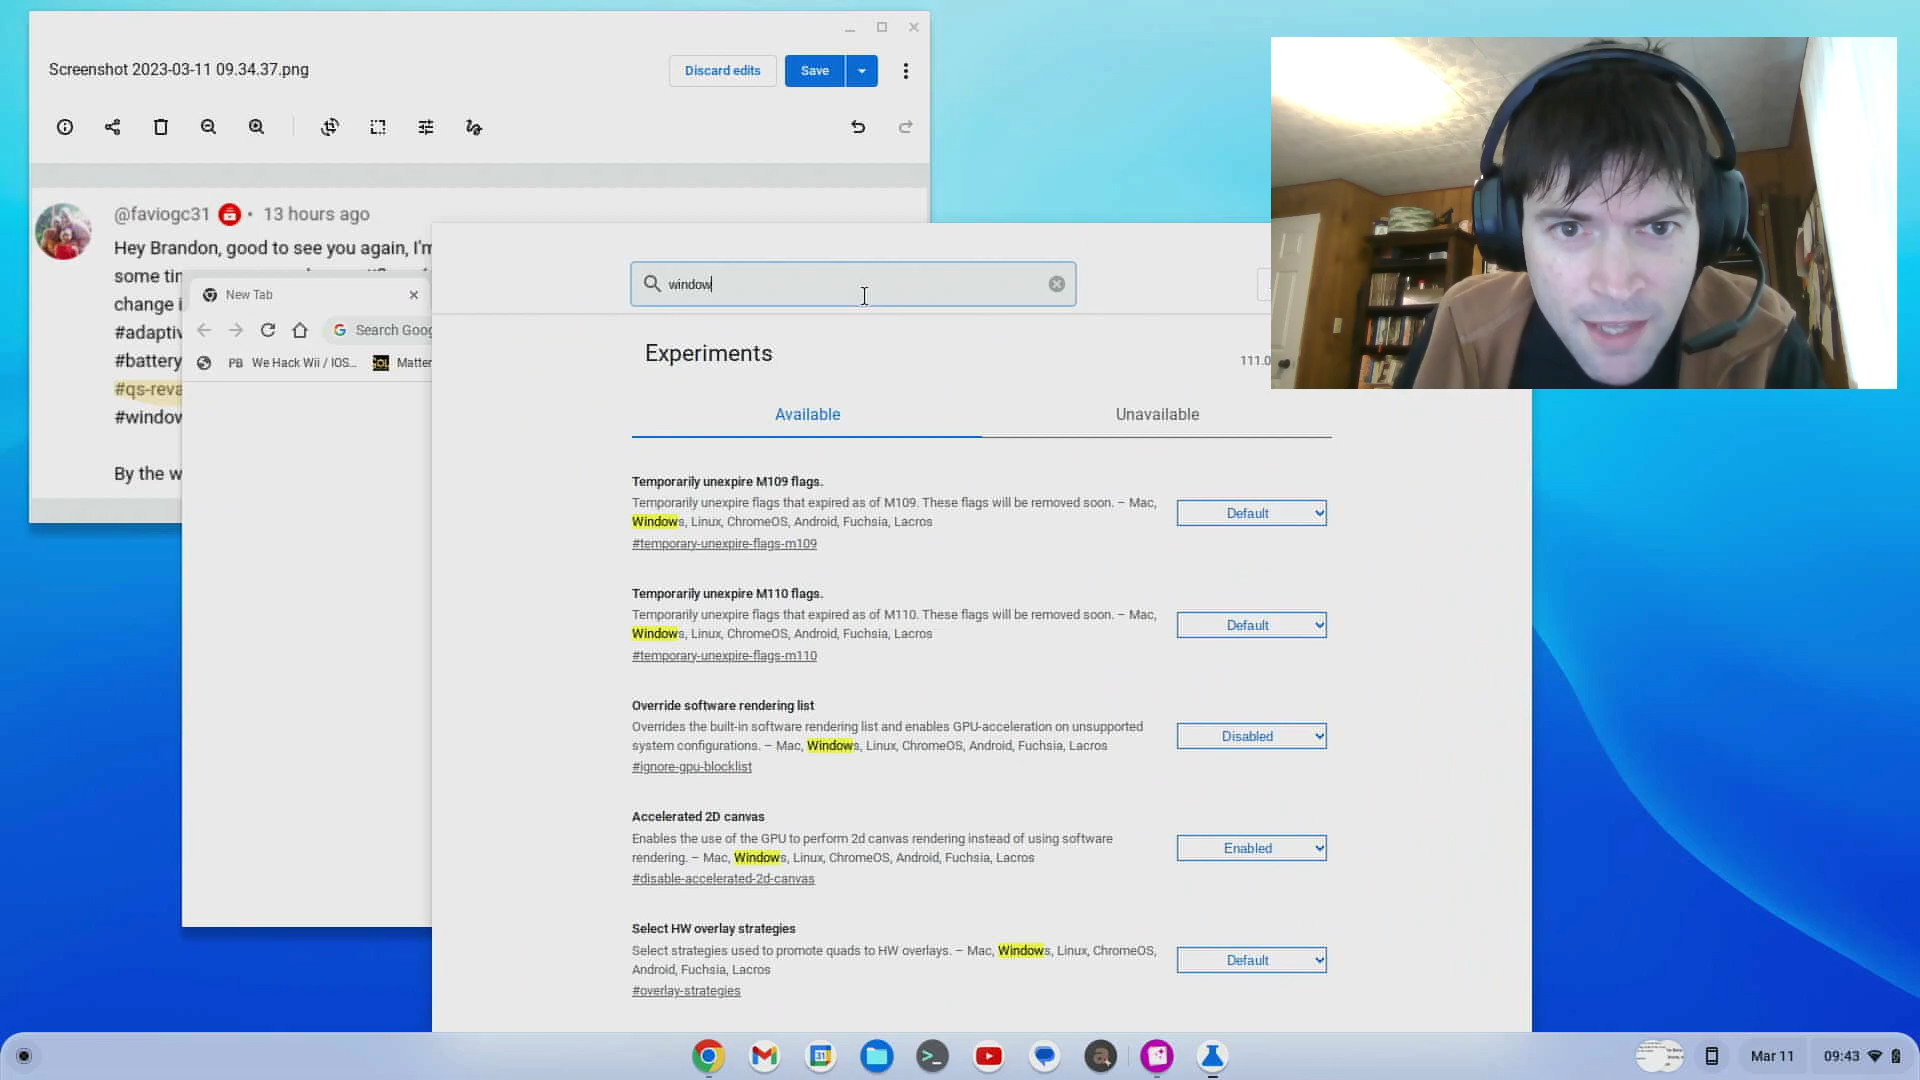 Screenshot 2023-03-11 09.34.37.png
Discard edits
Save
@faviogc31 • 13 hours ago
Hey Brandon, good to see you again, I'm
some tim
change i
#adaptiv
#battery
#qs-reva
#window
By the w
New Tab
Search Goog
PB We Hack Wii / IOS...
Matter
window
Experiments
111.0
Available
Unavailable
Temporarily unexpire M109 flags.
Temporarily unexpire flags that expired as of M109. These flags will be removed soon. – Mac,
Windows, Linux, ChromeOS, Android, Fuchsia, Lacros
#temporary-unexpire-flags-m109
Default
Temporarily unexpire M110 flags.
Temporarily unexpire flags that expired as of M110. These flags will be removed soon. – Mac,
Windows, Linux, ChromeOS, Android, Fuchsia, Lacros
#temporary-unexpire-flags-m110
Default
Override software rendering list
Overrides the built-in software rendering list and enables GPU-acceleration on unsupported
system configurations. – Mac, Windows, Linux, ChromeOS, Android, Fuchsia, Lacros
#ignore-gpu-blocklist
Disabled
Accelerated 2D canvas
Enables the use of the GPU to perform 2d canvas rendering instead of using software
rendering. – Mac, Windows, Linux, ChromeOS, Android, Fuchsia, Lacros
#disable-accelerated-2d-canvas
Enabled
Select HW overlay strategies
Select strategies used to promote quads to HW overlays. – Mac, Windows, Linux, ChromeOS,
Android, Fuchsia, Lacros
#overlay-strategies
Default
31
Mar 11
09:43